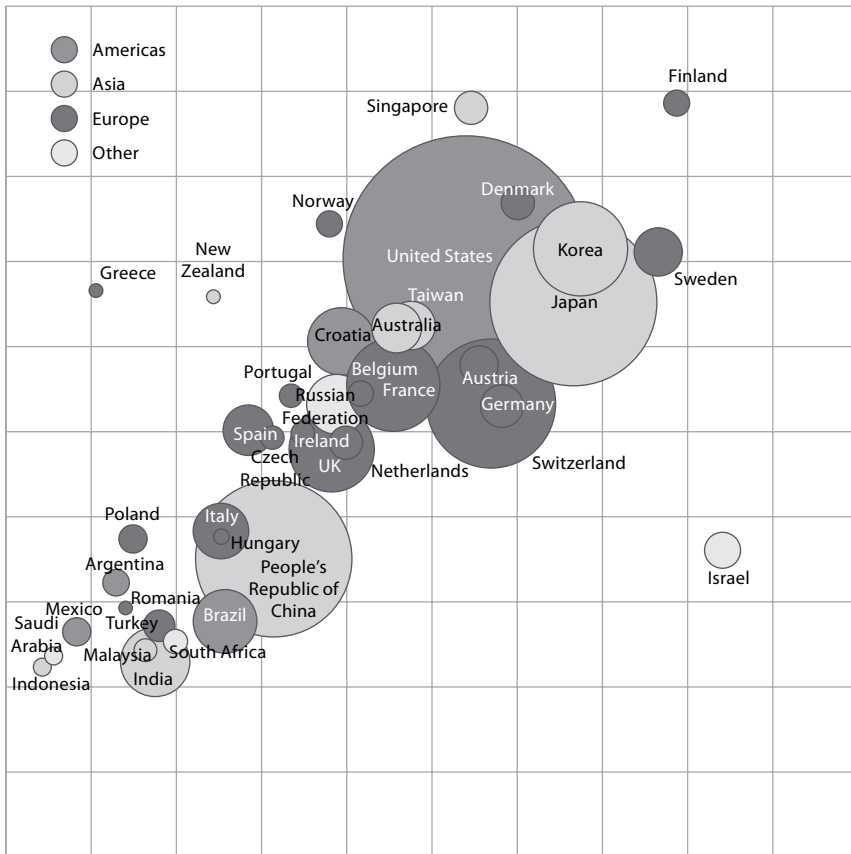 Americas
Asia
Europe
Other
Finland
Singapore
Denmark
Norway
United States
Korea
New
Zealand
Greece
Sweden
Taiwan
Japan
Australia
Croatia
Portugal
Belgium
France
Austria
Germany
Russian
Federation
Spain
Ireland
UK
Czech
Republic
Netherlands
Switzerland
Poland
Italy
Hungary
People’s
Republic of
China
Argentina
Israel
Romania
Mexico
Brazil
Saudi
Arabia
Turkey
Malaysia
South Africa
Indonesia
India